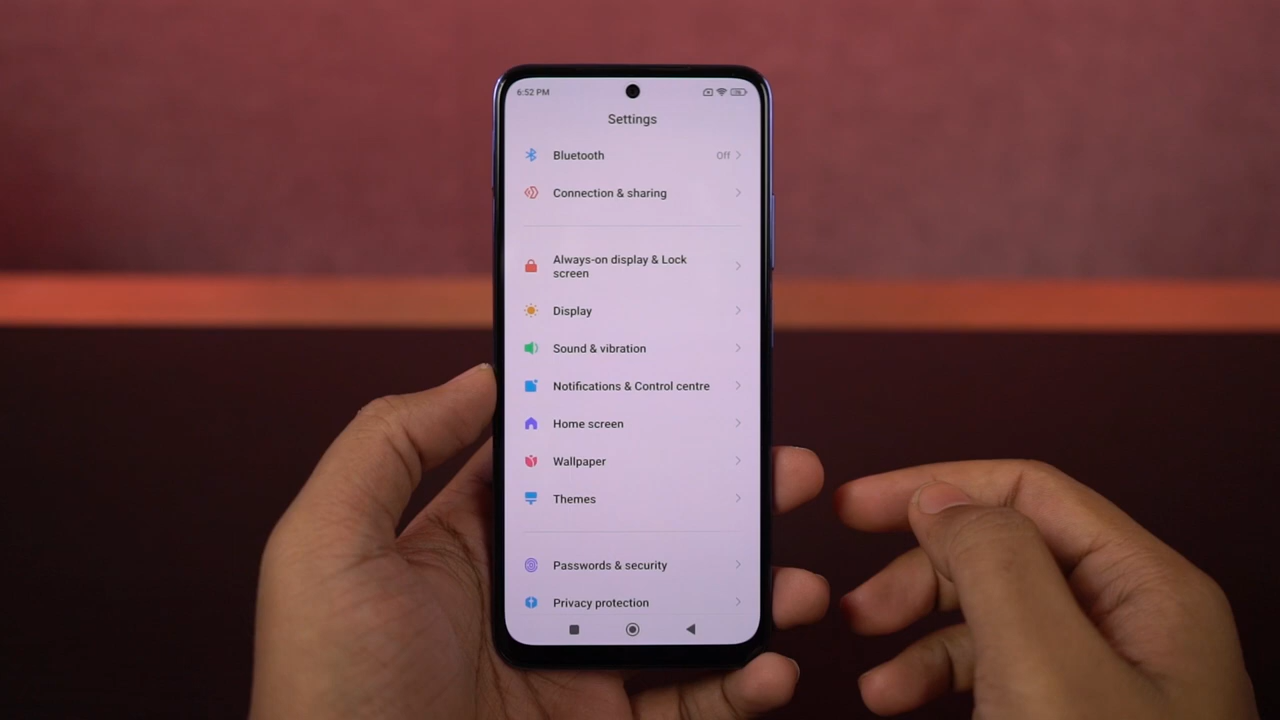 6:52 PM
Settings
Bluetooth Off
Connection & sharing
Always-on display & Lock
screen
Display
Sound & vibration
Notifications & Control centre
Home screen
Wallpaper
Themes
Passwords & security
Privacy protection